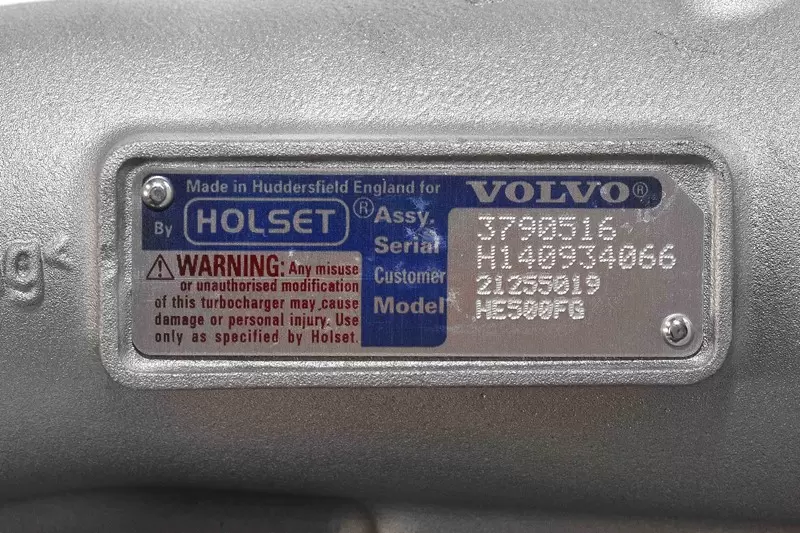 Made in Huddersfield England for VOLVO®
By HOLSET®
Assy. 3790516
Serial H140934066
Customer 21255019
Model HE500FG
⚠ WARNING: Any misuse
or unauthorised modification
of this turbocharger may cause
damage or personal injury. Use
only as specified by Holset.
g<